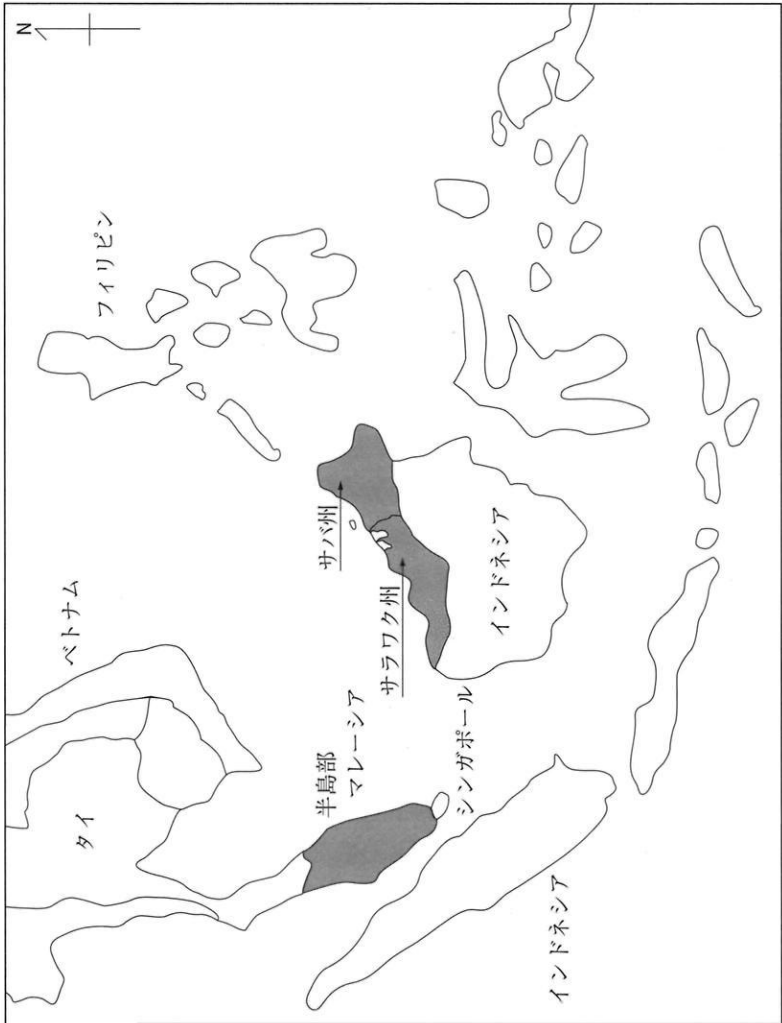 N
フィリピン
ベトナム
タイ
サバ州
サラワク州
半島部
マレーシア
シンガポール
インドネシア
インドネシア